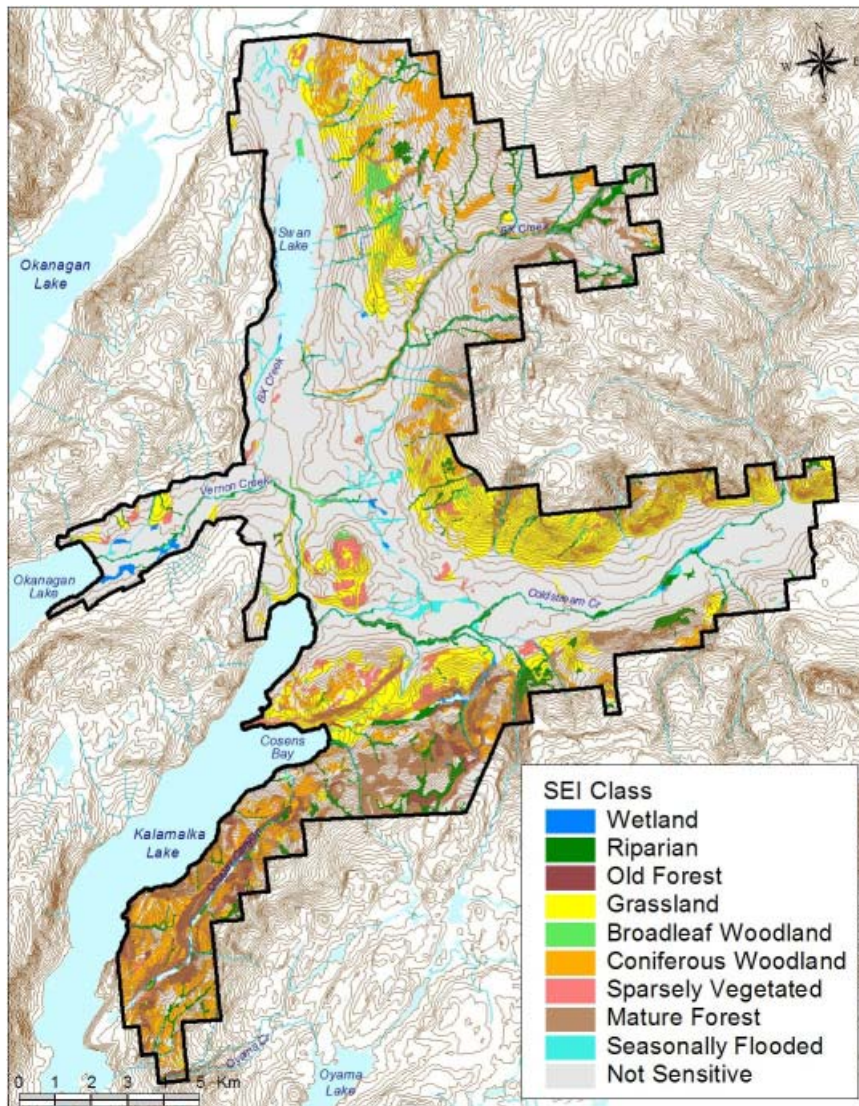 N
W
E
S
Okanagan
Lake
Swan
Lake
BX Creek
BX Creek
Vernon Creek
Okanagan
Lake
Coldstream Cr
Cosens
Bay
Kalamalka
Lake
Oyama Cr
Oyama
Lake
0 1 2 3 4 5 Km
SEI Class
Wetland
Riparian
Old Forest
Grassland
Broadleaf Woodland
Coniferous Woodland
Sparsely Vegetated
Mature Forest
Seasonally Flooded
Not Sensitive